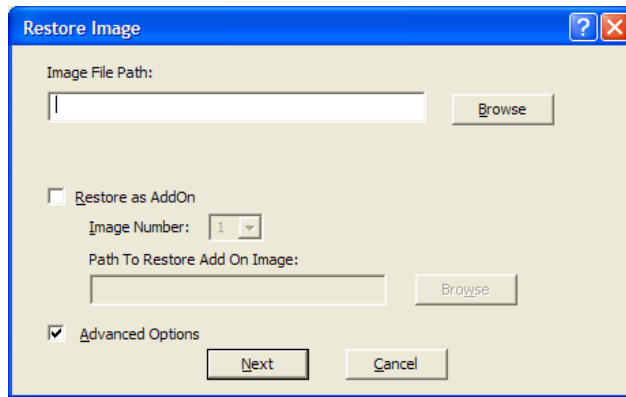 Restore Image
Image File Path:
Browse
Restore as AddOn
Image Number: 1
Path To Restore Add On Image:
Browse
Advanced Options
Next Cancel